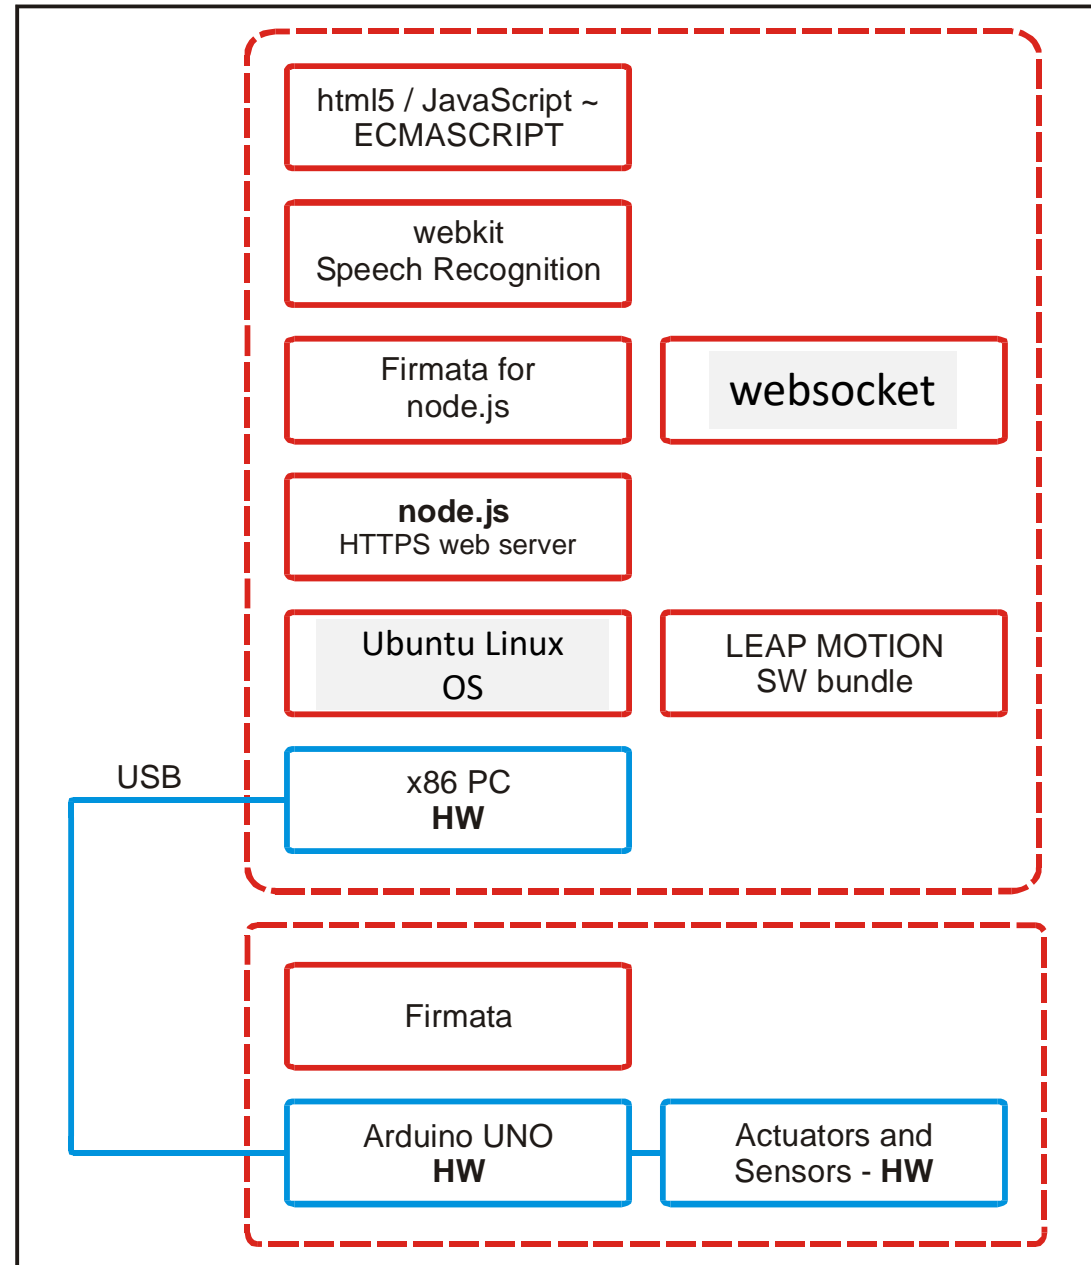 html5 / JavaScript ~
ECMASCRIPT
webkit
Speech Recognition
Firmata for
node.js
websocket
node.js
HTTPS web server
Ubuntu Linux
OS
LEAP MOTION
SW bundle
USB
x86 PC
HW
Firmata
Arduino UNO
HW
Actuators and
Sensors - HW